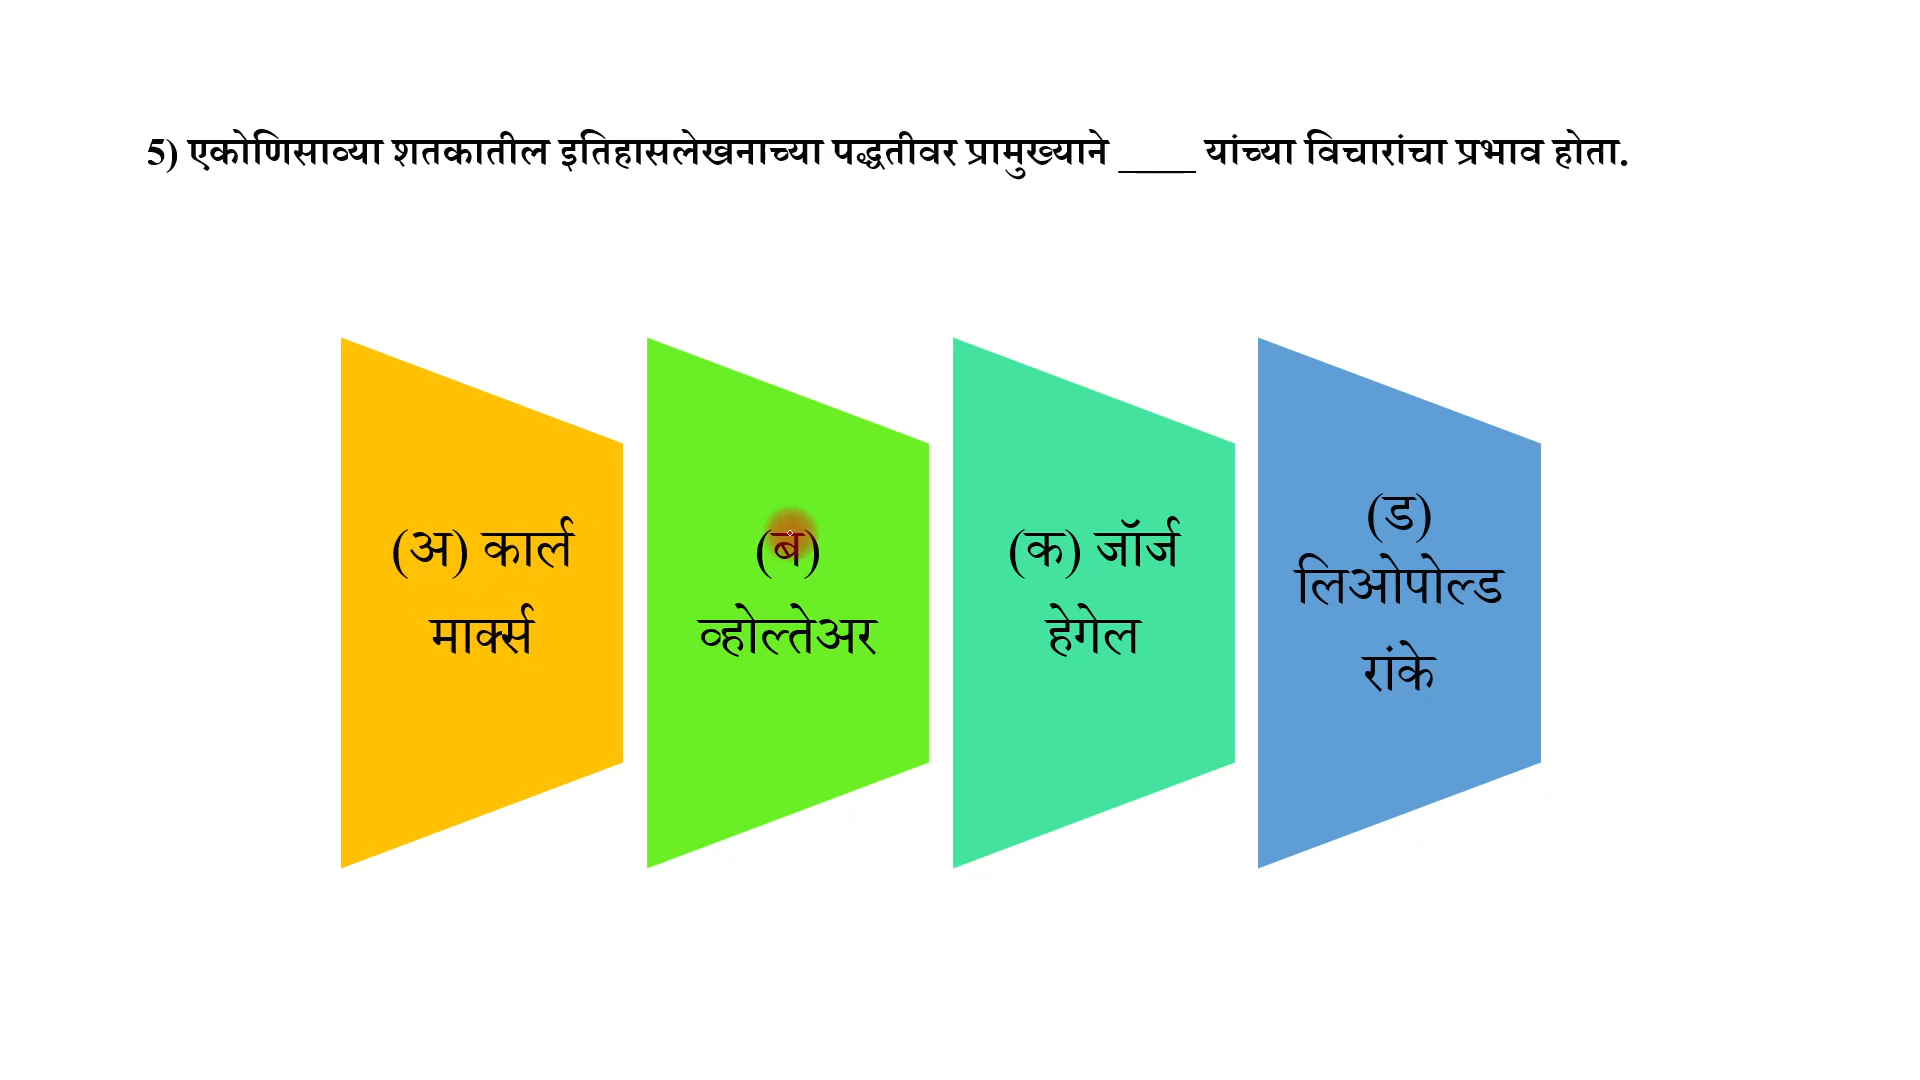 5) एकोणिसाव्या शतकातील इतिहासलेखनाच्या पद्धतीवर प्रामुख्याने ____ यांच्या विचारांचा प्रभाव होता.
(अ) कार्ल
मार्क्स
(ब)
व्होल्तेअर
(क) जॉर्ज
हेगेल
(ड)
लिओपोल्ड
रांके